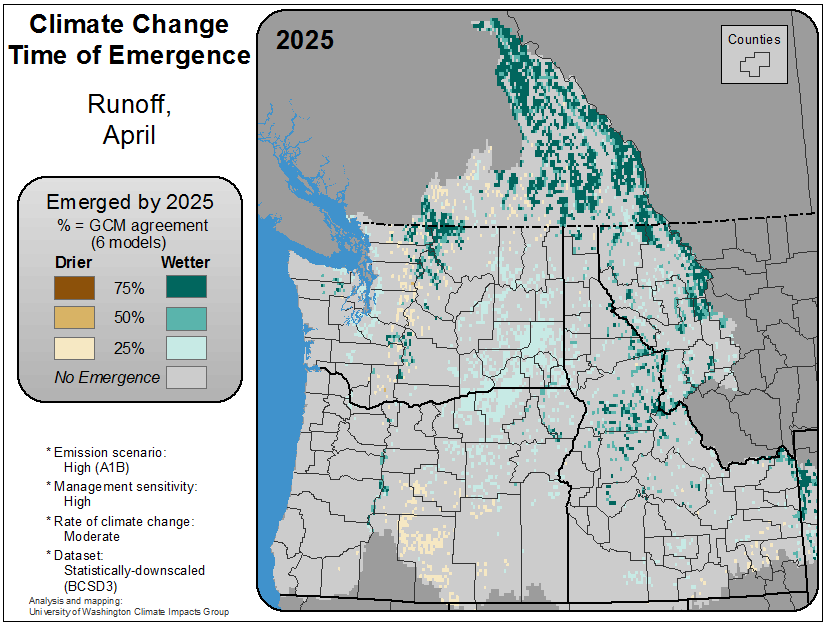 Climate Change
Time of Emergence
Runoff,
April
Emerged by 2025
% = GCM agreement
(6 models)
Drier Wetter
75%
50%
25%
No Emergence
* Emission scenario:
High (A1B)
* Management sensitivity:
High
* Rate of climate change:
Moderate
* Dataset:
Statistically-downscaled
(BCSD3)
Analysis and mapping:
University of Washington Climate Impacts Group
2025
Counties